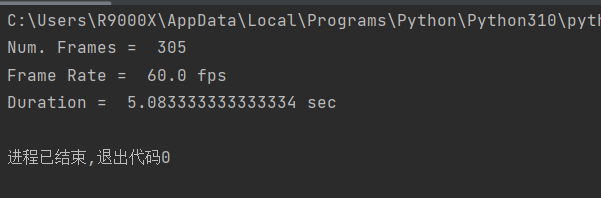 C:\Users\R9000X\AppData\Local\Programs\Python\Python310\pyth
Num. Frames =  305
Frame Rate =  60.0 fps
Duration =  5.083333333333334 sec
进程已结束,退出代码0